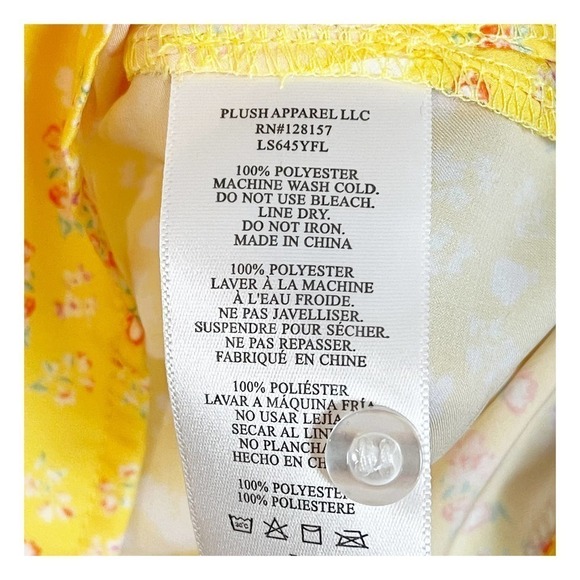 PLUSH APPAREL LLC
RN#128157
LS645YFL
100% POLYESTER
MACHINE WASH COLD.
DO NOT USE BLEACH.
LINE DRY.
DO NOT IRON.
MADE IN CHINA
100% POLYESTER
LAVER À LA MACHINE
À L'EAU FROIDE.
NE PAS JAVELLISER.
SUSPENDRE POUR SÉCHER.
NE PAS REPASSER.
FABRIQUÉ EN CHINE
100% POLIÉSTER
LAVAR A MÁQUINA FRÍA
NO USAR LEJÍA
SECAR AL
NO
HECHO EN
100% POLYESTER
100% POLIESTERE
30°C